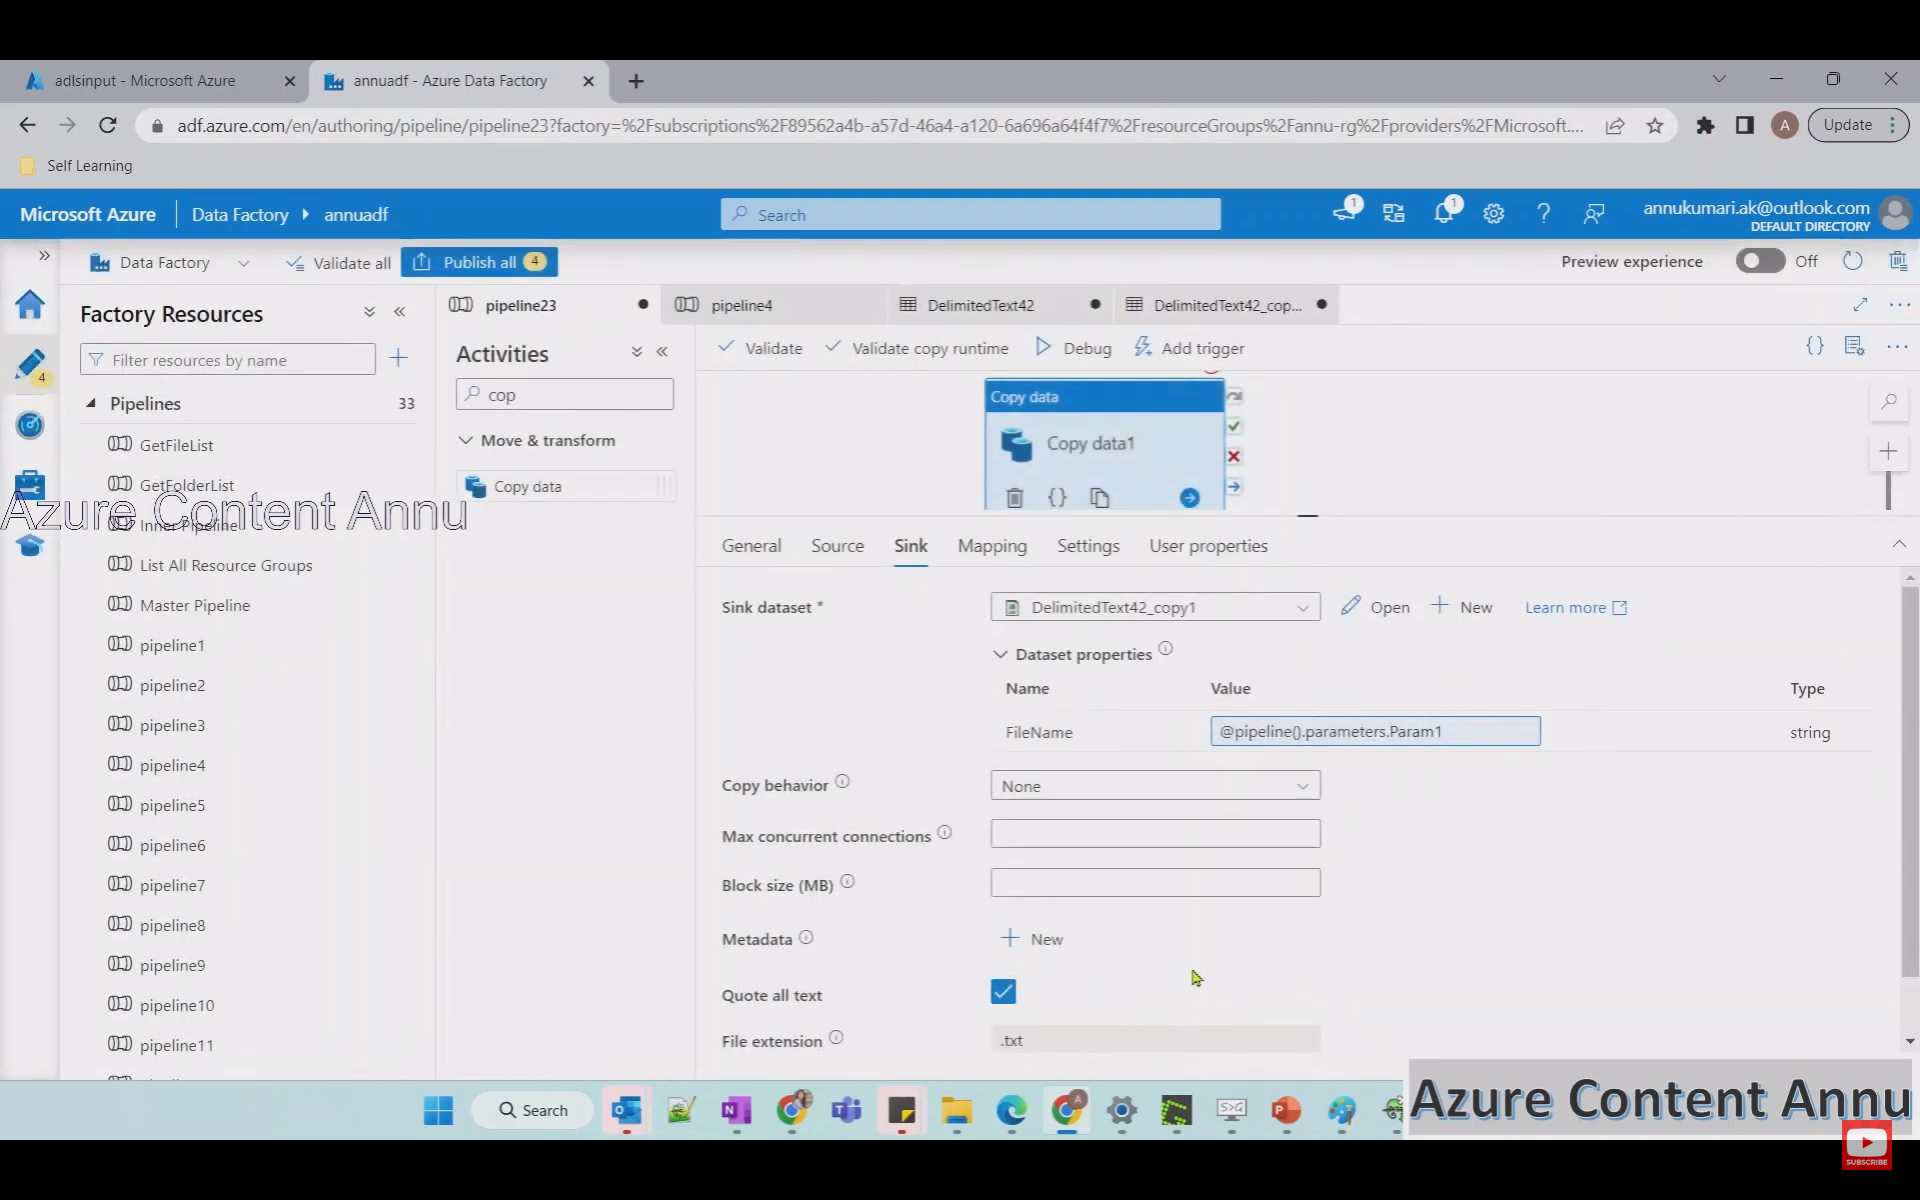 adlsinput - Microsoft Azure
annuadf - Azure Data Factory
adf.azure.com/en/authoring/pipeline/pipeline23?factory=%2Fsubscriptions%2F89562a4b-a57d-46a4-a120-6a696a64f4f7%2FresourceGroups%2Fannu-rg%2Fproviders%2FMicrosoft....
A
Update
Self Learning
Microsoft Azure
Data Factory
annuadf
Search
1
1
annukumari.ak@outlook.com
DEFAULT DIRECTORY
Data Factory
Validate all
Publish all
4
Preview experience
Off
Factory Resources
Filter resources by name
4
Pipelines
33
GetFileList
GetFolderList
Azure Content Annu
Inner Pipeline
List All Resource Groups
Master Pipeline
pipeline1
pipeline2
pipeline3
pipeline4
pipeline5
pipeline6
pipeline7
pipeline8
pipeline9
pipeline10
pipeline11
pipeline23
pipeline4
DelimitedText42
DelimitedText42_cop...
Activities
cop
Move & transform
Copy data
Validate
Validate copy runtime
Debug
Add trigger
Copy data
Copy data1
General
Source
Sink
Mapping
Settings
User properties
Sink dataset *
DelimitedText42_copy1
Open
New
Learn more
Dataset properties
Name
Value
Type
FileName
@pipeline().parameters.Param1
string
Copy behavior
None
Max concurrent connections
Block size (MB)
Metadata
New
Quote all text
File extension
.txt
Search
Azure Content Annu
SUBSCRIBE